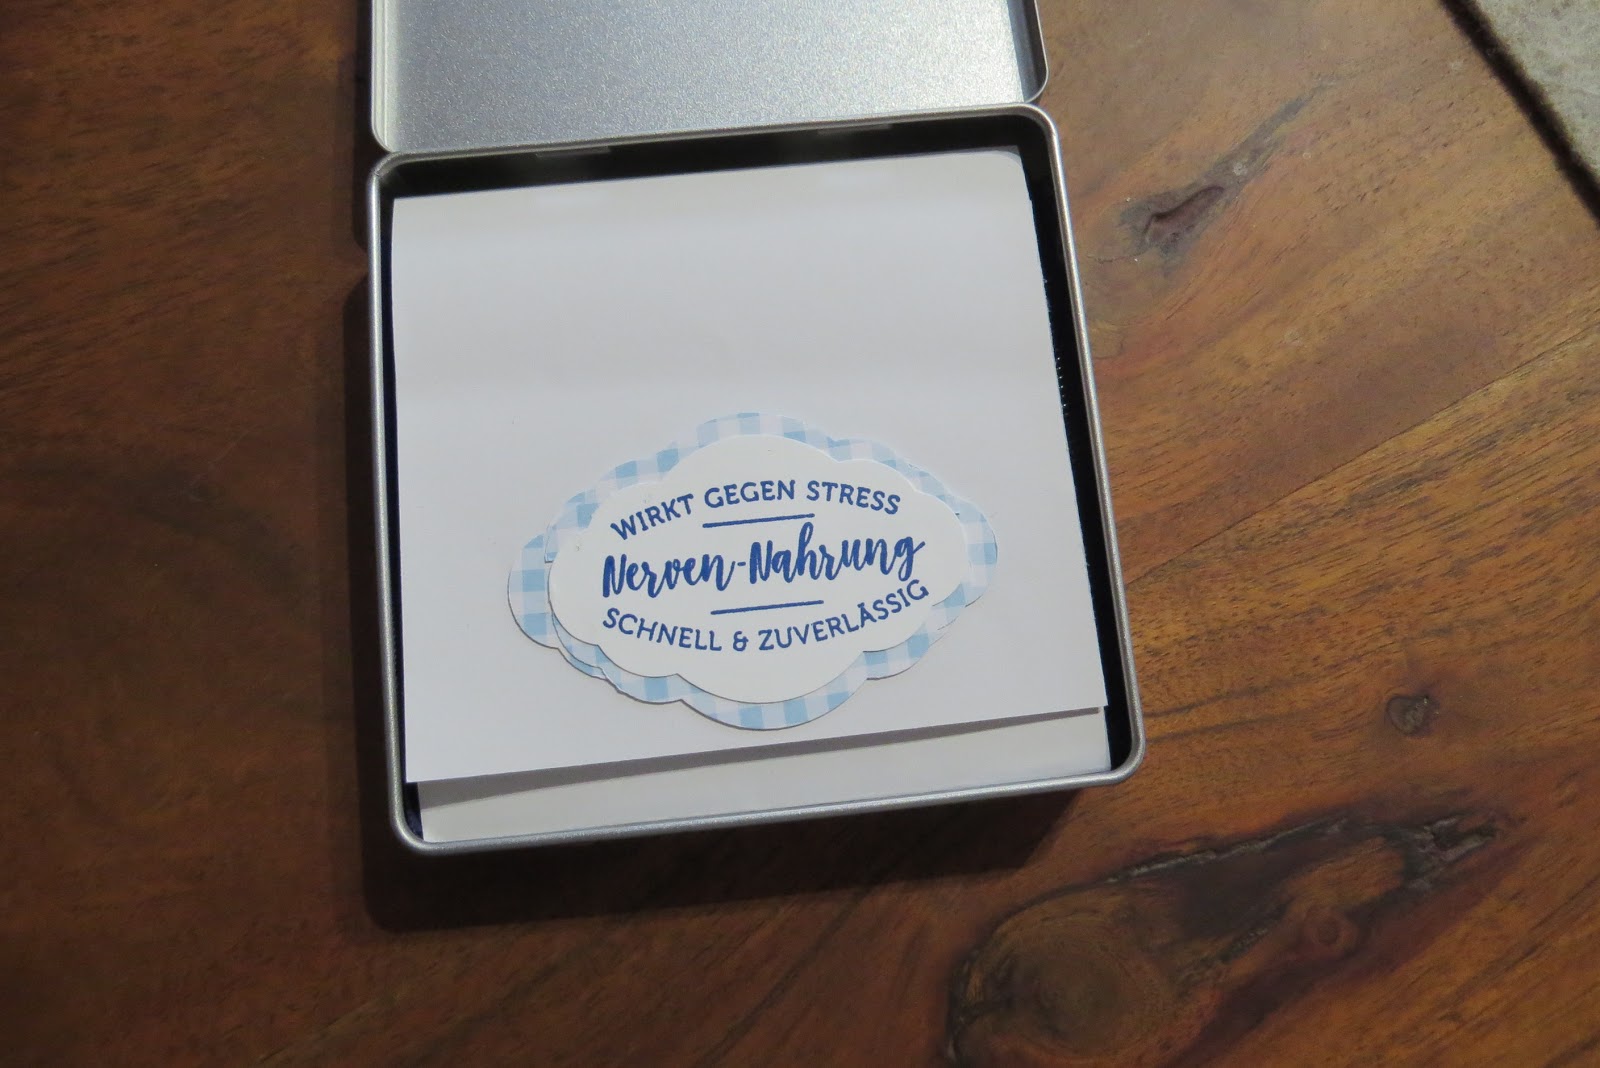 WIRKT GEGEN STRESS
Nerven-Nahrung
SCHNELL & ZUVERLÄSSIG